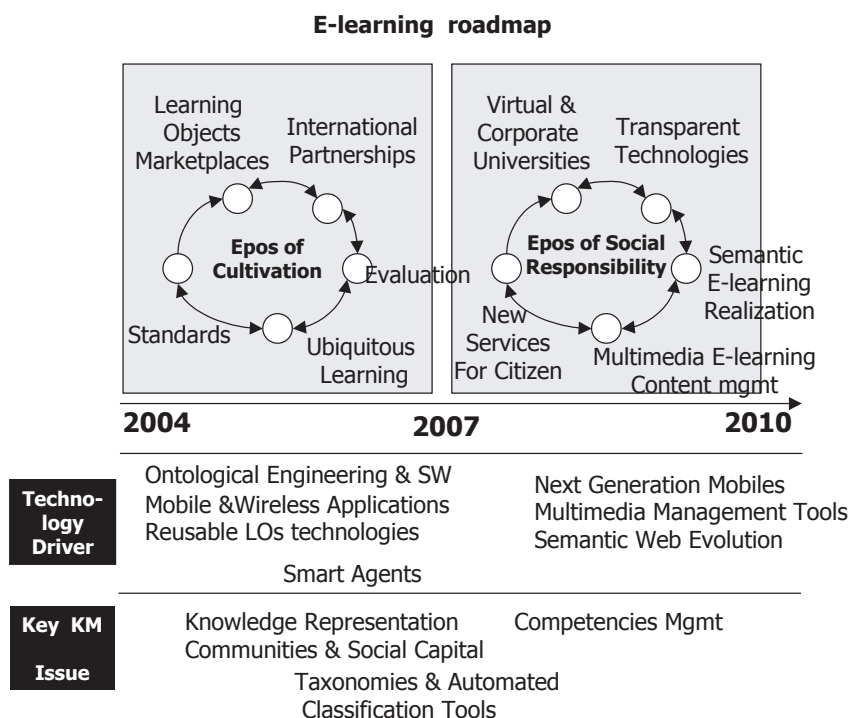 E-learning roadmap
Learning
Objects
Marketplaces
International
Partnerships
Epos of
Cultivation
Evaluation
Standards
Ubiquitous
Learning
Virtual &
Corporate
Universities
Transparent
Technologies
Epos of Social
Responsibility
Semantic
E-learning
Realization
New
Services
For Citizen
Multimedia E-learning
Content mgmt
2004
2007
2010
Techno-
logy
Driver
Ontological Engineering & SW
Mobile &Wireless Applications
Reusable LOs technologies
Smart Agents
Next Generation Mobiles
Multimedia Management Tools
Semantic Web Evolution
Key KM
Issue
Knowledge Representation
Communities & Social Capital
Taxonomies & Automated
Classification Tools
Competencies Mgmt